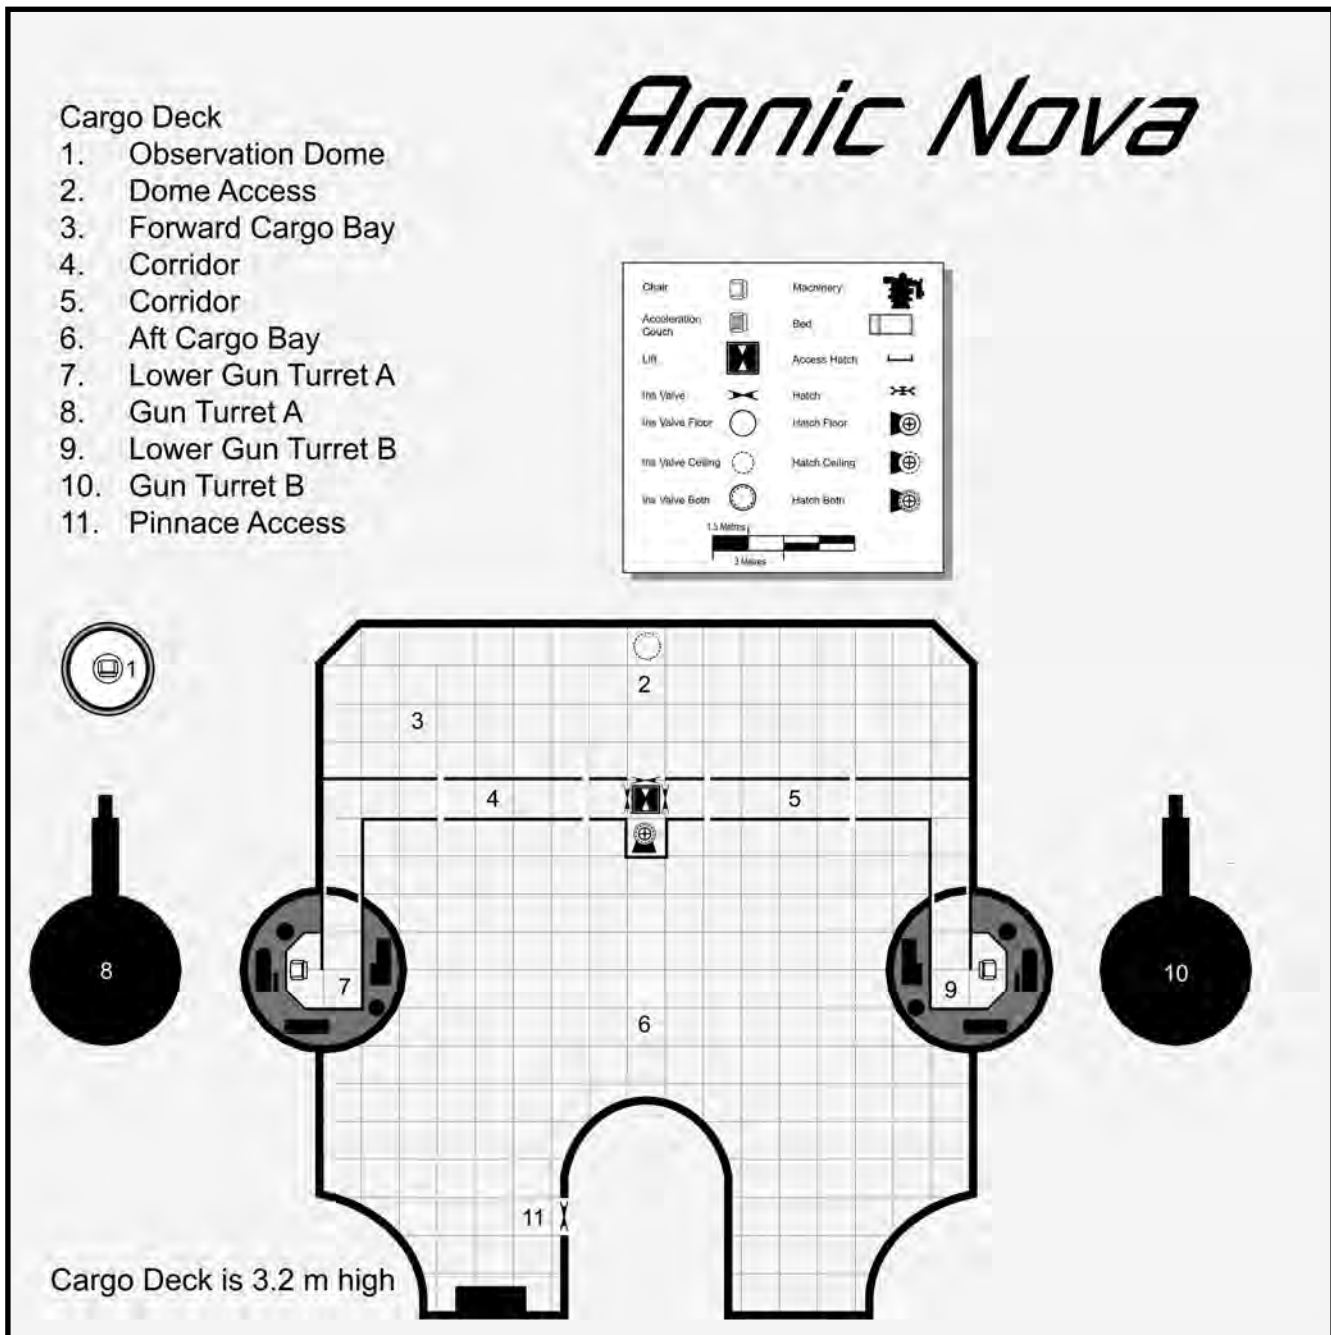 Annic Nova
Cargo Deck
1. Observation Dome
2. Dome Access
3. Forward Cargo Bay
4. Corridor
5. Corridor
6. Aft Cargo Bay
7. Lower Gun Turret A
8. Gun Turret A
9. Lower Gun Turret B
10. Gun Turret B
11. Pinnace Access
Chair Machinery
Acceleration Couch Bed
Lift Access Hatch
Iris Valve Hatch
Iris Valve Floor Hatch Floor
Iris Valve Ceiling Hatch Ceiling
Iris Valve Both Hatch Both
1.5 Metres
3 Metres
1
2
3
4
5
8
7
9
10
6
11
Cargo Deck is 3.2 m high